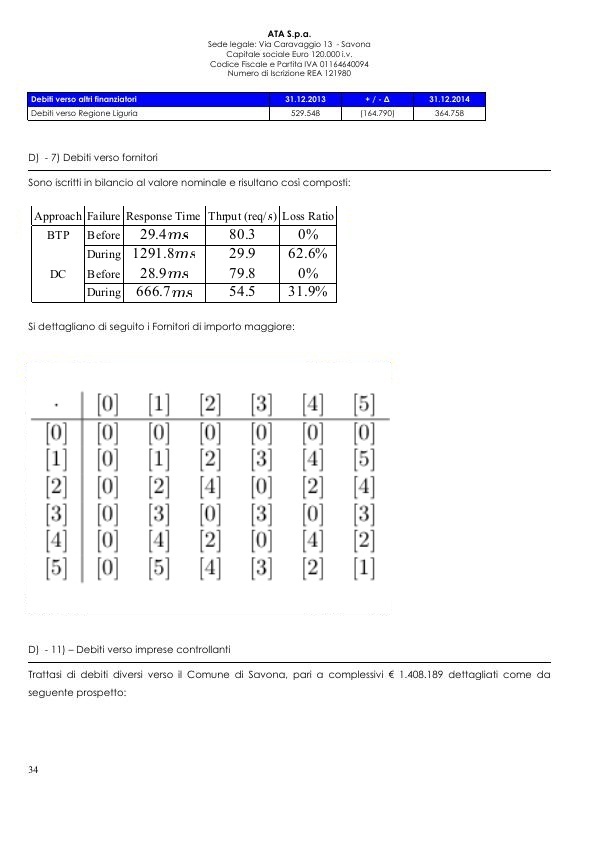 ATA S.p.a.
Sede legale: Via Caravaggio 13 - Savona
Capitale sociale Euro 120.000 i.v.
Codice Fiscale e Partita IVA 01164640094
Numero di Iscrizione REA 121980
Debiti verso altri finanziatori 31.12.2013 + / - Δ 31.12.2014
Debiti verso Regione Liguria 529.548 (164.790) 364.758
D) - 7) Debiti verso fornitori
Sono iscritti in bilancio al valore nominale e risultano così composti:
Approach Failure Response Time Thrput (req/s) Loss Ratio
BTP Before 29.4ms 80.3 0%
During 1291.8ms 29.9 62.6%
DC Before 28.9ms 79.8 0%
During 666.7ms 54.5 31.9%
Si dettagliano di seguito i Fornitori di importo maggiore:
· [0] [1] [2] [3] [4] [5]
[0] [0] [0] [0] [0] [0] [0]
[1] [0] [1] [2] [3] [4] [5]
[2] [0] [2] [4] [0] [2] [4]
[3] [0] [3] [0] [3] [0] [3]
[4] [0] [4] [2] [0] [4] [2]
[5] [0] [5] [4] [3] [2] [1]
D) - 11) – Debiti verso imprese controllanti
Trattasi di debiti diversi verso il Comune di Savona, pari a complessivi € 1.408.189 dettagliati come da
seguente prospetto:
34